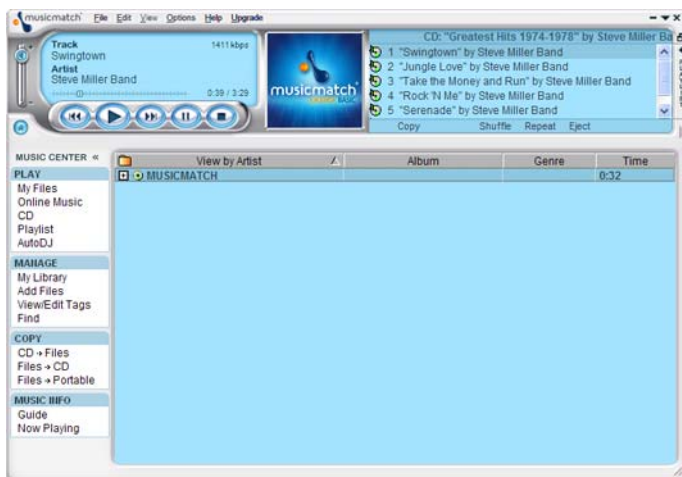 musicmatch File Edit View Options Help Upgrade
Track 1411 kbps
Swingtown
Artist
Steve Miller Band
0:39 / 3:29
musicmatch
BASIC
CD: "Greatest Hits 1974-1978" by Steve Miller Ba
1 "Swingtown" by Steve Miller Band
2 "Jungle Love" by Steve Miller Band
3 "Take the Money and Run" by Steve Miller Band
4 "Rock 'N Me" by Steve Miller Band
5 "Serenade" by Steve Miller Band
Copy Shuffle Repeat Eject
MUSIC CENTER «
PLAY
My Files
Online Music
CD
Playlist
AutoDJ
MANAGE
My Library
Add Files
View/Edit Tags
Find
COPY
CD → Files
Files → CD
Files → Portable
MUSIC INFO
Guide
Now Playing
View by Artist Album Genre Time
MUSICMATCH 0:32